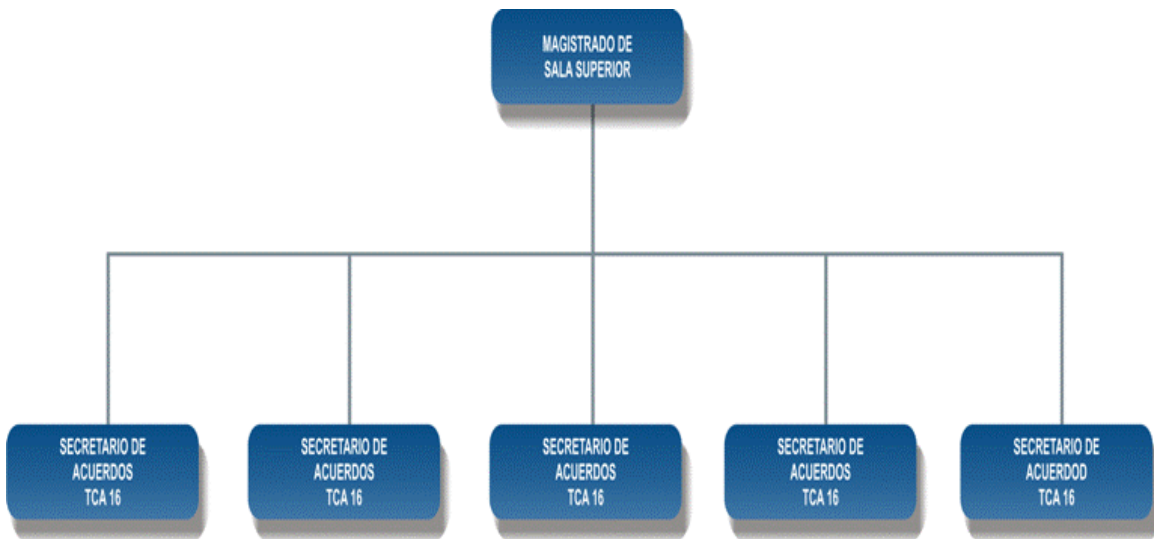 MAGISTRADO DE
SALA SUPERIOR
SECRETARIO DE
ACUERDOS
TCA 16
SECRETARIO DE
ACUERDOS
TCA 16
SECRETARIO DE
ACUERDOS
TCA 16
SECRETARIO DE
ACUERDOS
TCA 16
SECRETARIO DE
ACUERDOD
TCA 16